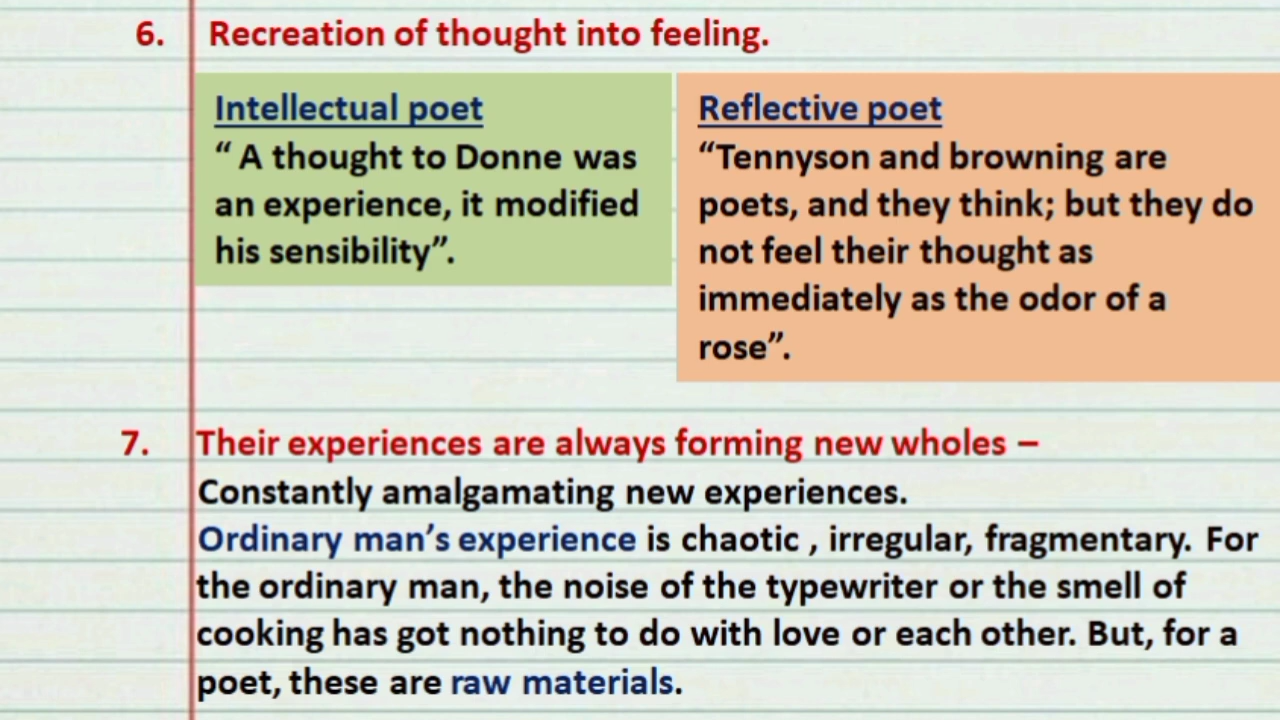 6. Recreation of thought into feeling.
Intellectual poet
“ A thought to Donne was
an experience, it modified
his sensibility”.
Reflective poet
“Tennyson and browning are
poets, and they think; but they do
not feel their thought as
immediately as the odor of a
rose”.
7. Their experiences are always forming new wholes –
Constantly amalgamating new experiences.
Ordinary man’s experience is chaotic , irregular, fragmentary. For
the ordinary man, the noise of the typewriter or the smell of
cooking has got nothing to do with love or each other. But, for a
poet, these are raw materials.